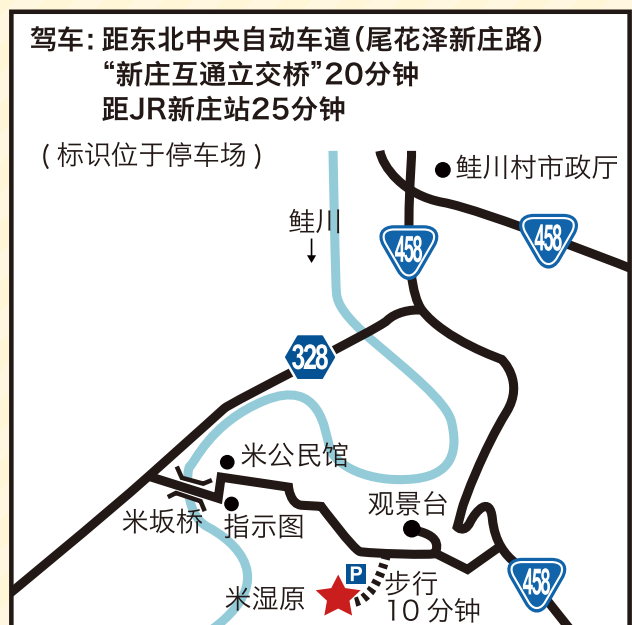 驾车：距东北中央自动车道（尾花泽新庄路）
“新庄互通立交桥”20分钟
距JR新庄站25分钟
（标识位于停车场）
鲑川村市政厅
鲑川
458
458
328
米公民馆
观景台
米坂桥
指示图
P
步行
10分钟
米湿原
458